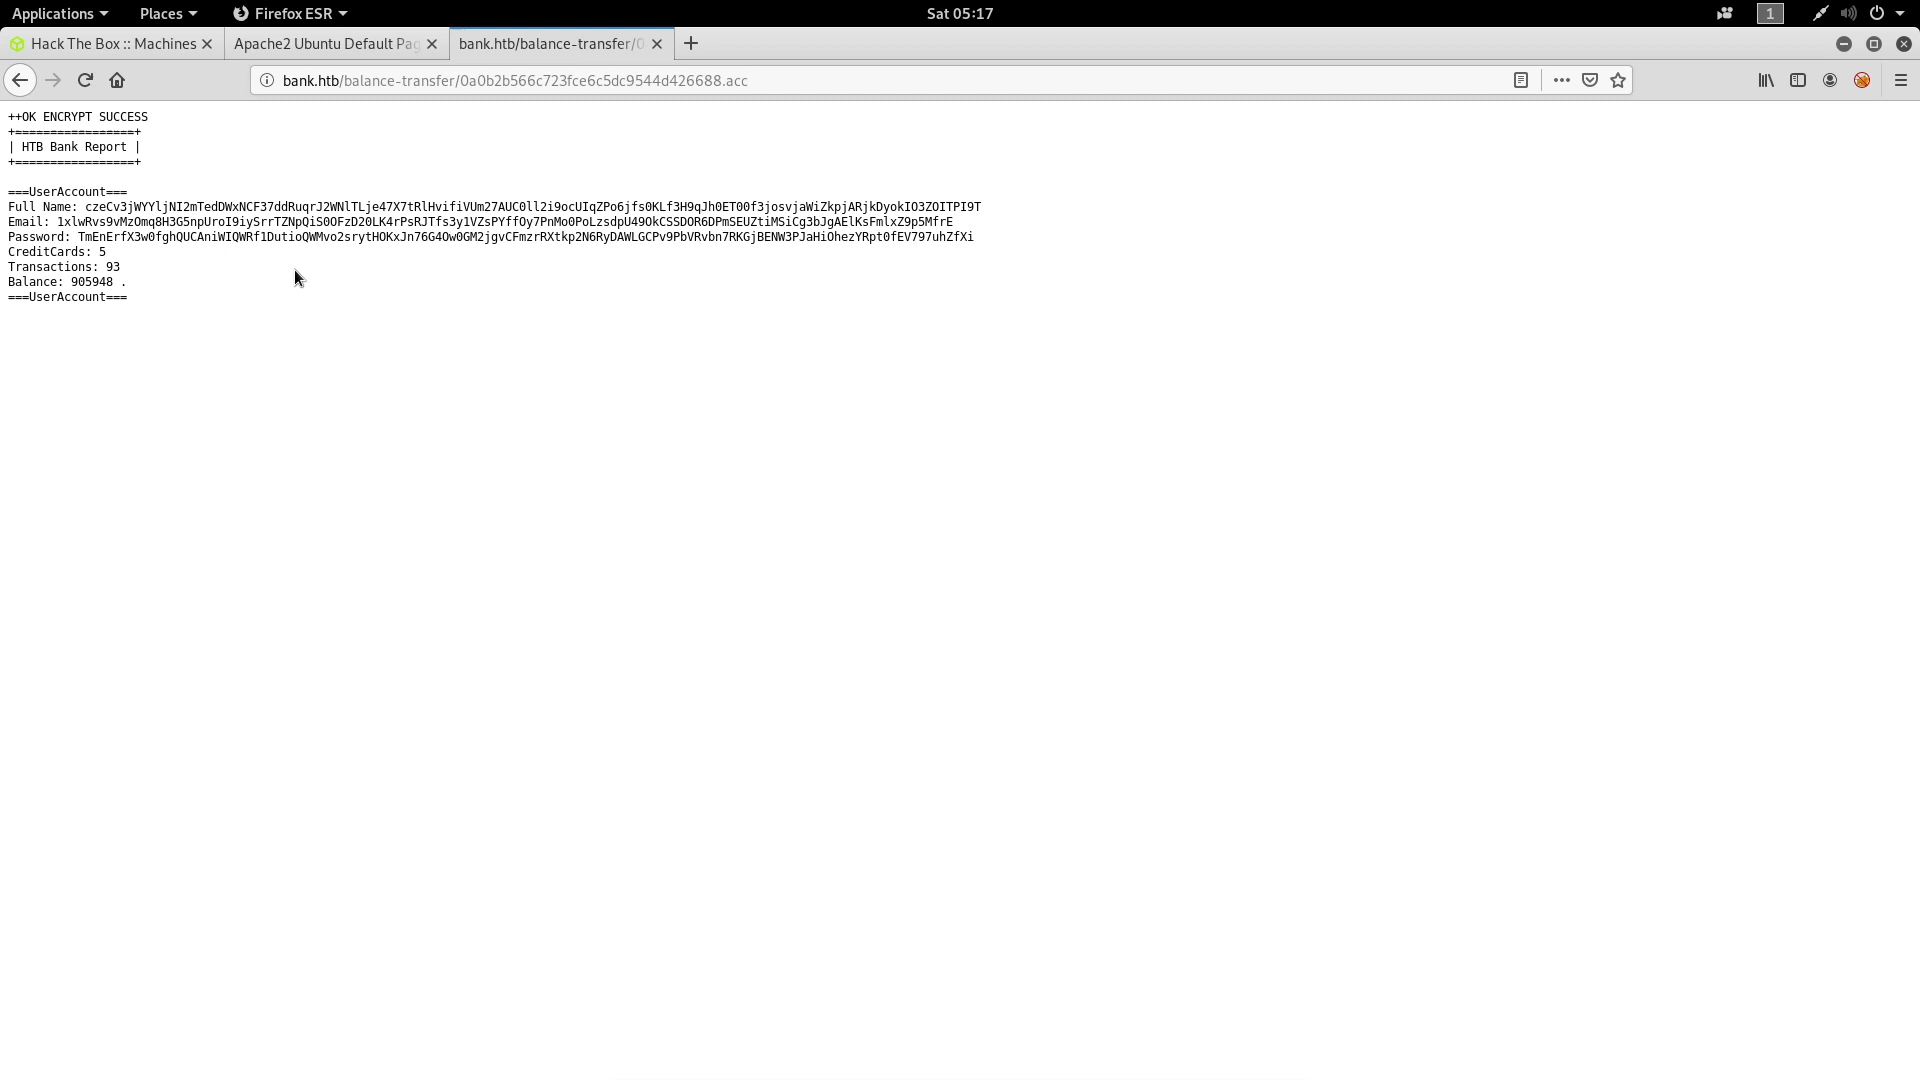 Applications Places Firefox ESR Sat 05:17 1
Hack The Box :: Machines Apache2 Ubuntu Default Pag bank.htb/balance-transfer/0
bank.htb/balance-transfer/0a0b2b566c723fce6c5dc9544d426688.acc
++OK ENCRYPT SUCCESS
+=================+
| HTB Bank Report |
+=================+
===UserAccount===
Full Name: czeCv3jWYYljNI2mTedDWxNCF37ddRuqrJ2WNlTLje47X7tRlHvifiVUm27AUC0ll2i9ocUIqZPo6jfs0KLf3H9qJh0ET00f3josvjaWiZkpjARjkDyokIO3ZOITPI9T
Email: 1xlwRvs9vMzOmq8H3G5npUroI9iySrrTZNpQiS0OFzD20LK4rPsRJTfs3y1VZsPYffOy7PnMo0PoLzsdpU49OkCSSDOR6DPmSEUZtiMSiCg3bJgAElKsFmlxZ9p5MfrE
Password: TmEnErfX3w0fghQUCAniWIQWRf1DutioQWMvo2srytHOKxJn76G4Ow0GM2jgvCFmzrRXtkp2N6RyDAWLGCPv9PbVRvbn7RKGjBENW3PJaHiOhezYRpt0fEV797uhZfXi
CreditCards: 5
Transactions: 93
Balance: 905948 .
===UserAccount===